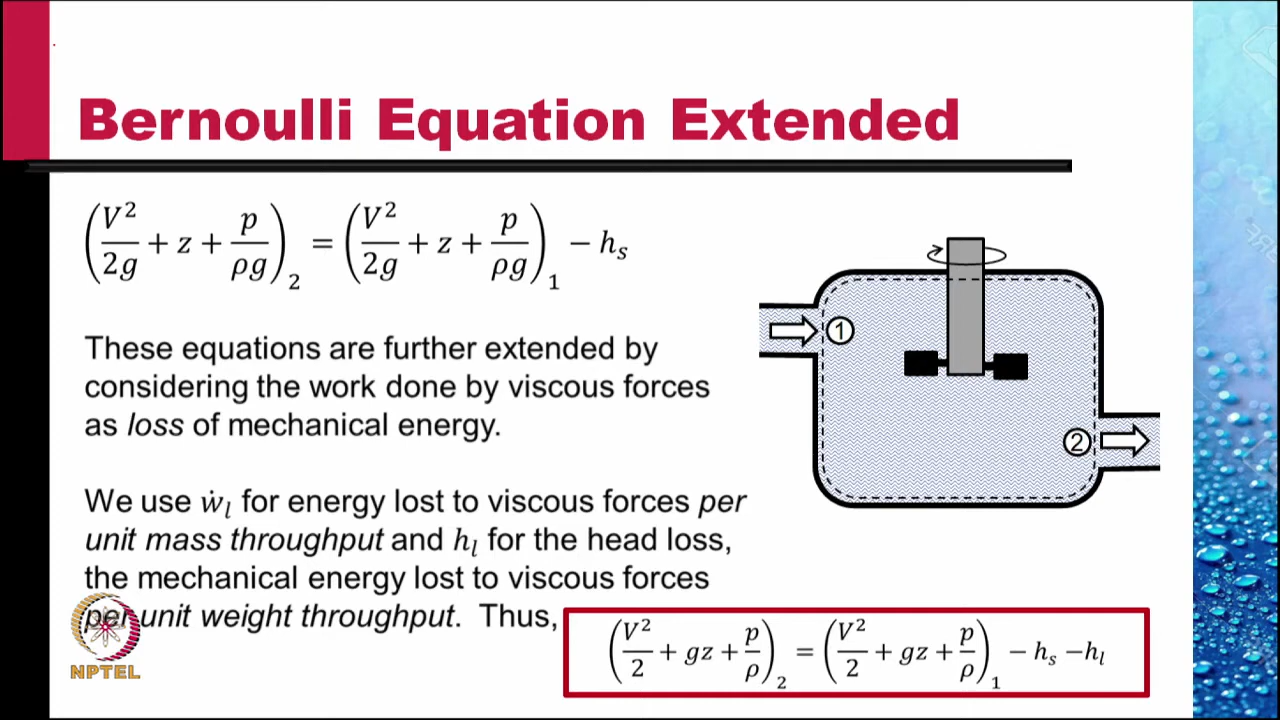 Bernoulli Equation Extended
(V²/2g + z + p/ρg)₂ = (V²/2g + z + p/ρg)₁ − hₛ
These equations are further extended by
considering the work done by viscous forces
as loss of mechanical energy.
We use ẇₗ for energy lost to viscous forces per
unit mass throughput and hₗ for the head loss,
the mechanical energy lost to viscous forces
per unit weight throughput. Thus,
(V²/2 + gz + p/ρ)₂ = (V²/2 + gz + p/ρ)₁ − hₛ −hₗ
1
2
NPTEL